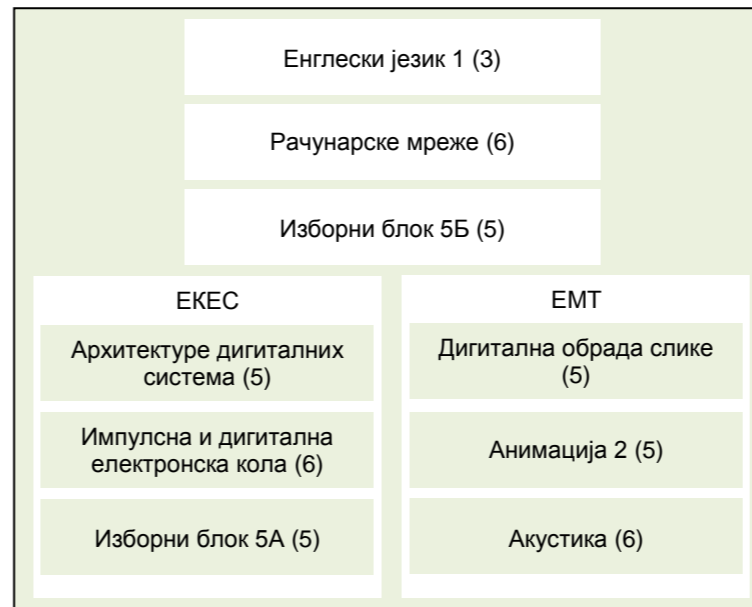 Енглески језик 1 (3)
Рачунарске мреже (6)
Изборни блок 5Б (5)
ЕКЕС
Архитектуре дигиталних
система (5)
Импулсна и дигитална
електронска кола (6)
Изборни блок 5А (5)
ЕМТ
Дигитална обрада слике
(5)
Анимација 2 (5)
Акустика (6)